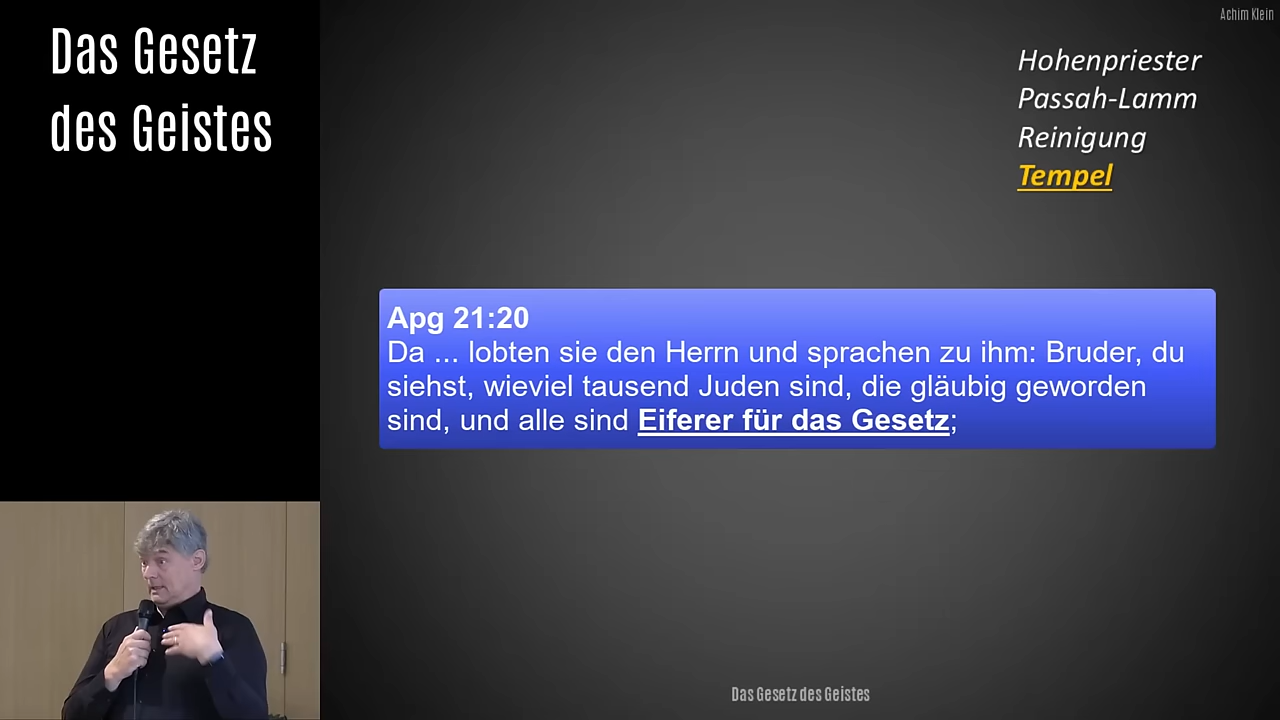 Das Gesetz
des Geistes
Achim Klein
Hohenpriester
Passah-Lamm
Reinigung
Tempel
Apg 21:20
Da ... lobten sie den Herrn und sprachen zu ihm: Bruder, du
siehst, wieviel tausend Juden sind, die gläubig geworden
sind, und alle sind Eiferer für das Gesetz;
Das Gesetz des Geistes